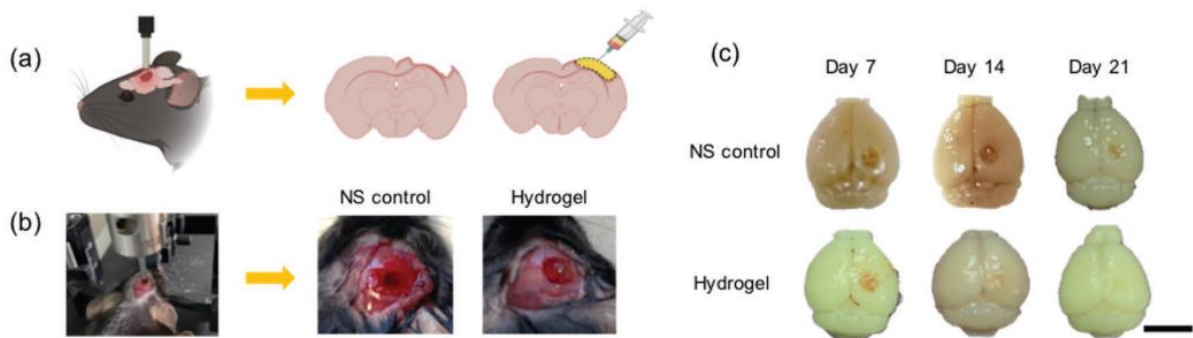 (a)
(b)
NS control Hydrogel
(c)
Day 7 Day 14 Day 21
NS control
Hydrogel